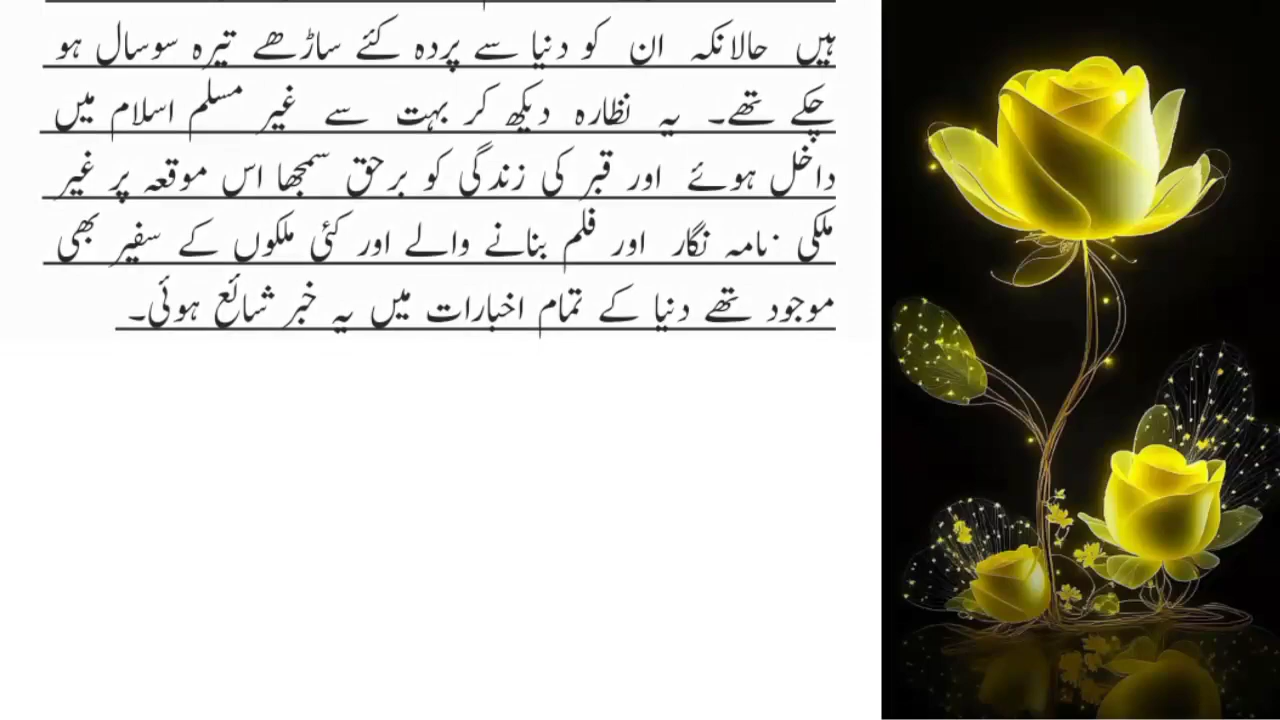 ہیں حالانکہ ان کو دنیا سے پردہ کئے ساڑھے تیرہ سوسال ہو
چکے تھے۔ یہ نظارہ دیکھ کر بہت سے غیر مسلم اسلام میں
داخل ہوئے اور قبر کی زندگی کو برحق سمجھا اس موقعہ پر غیر
ملکی نامہ نگار اور فلم بنانے والے اور کئی ملکوں کے سفیر بھی
موجود تھے دنیا کے تمام اخبارات میں یہ خبر شائع ہوئی۔